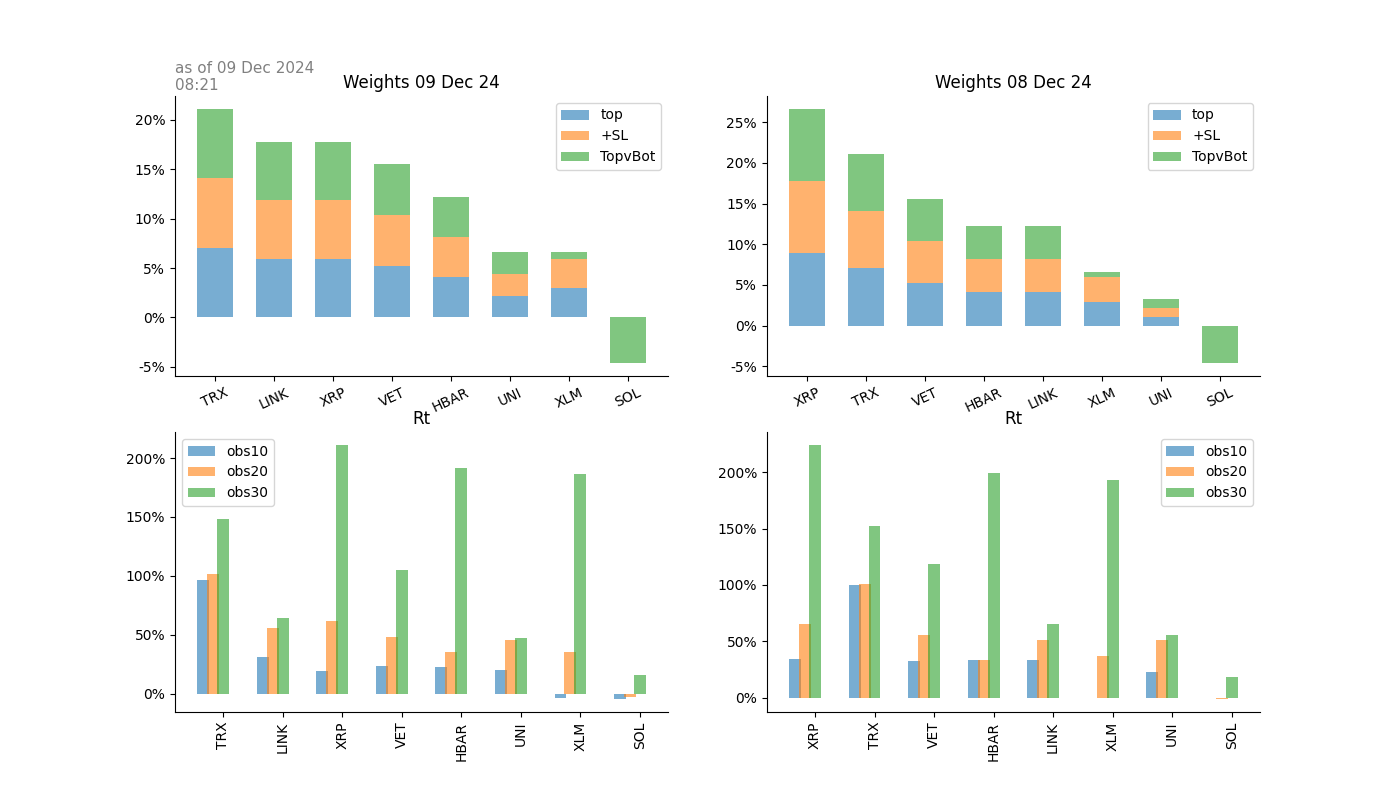 as of 09 Dec 2024
08:21
Weights 09 Dec 24
20%
15%
10%
5%
0%
-5%
top
+SL
TopvBot
TRX
LINK
XRP
VET
HBAR
UNI
XLM
SOL
Weights 08 Dec 24
25%
20%
15%
10%
5%
0%
-5%
top
+SL
TopvBot
XRP
TRX
VET
HBAR
LINK
XLM
UNI
SOL
Rt
200%
150%
100%
50%
0%
obs10
obs20
obs30
TRX
LINK
XRP
VET
HBAR
UNI
XLM
SOL
Rt
200%
150%
100%
50%
0%
obs10
obs20
obs30
XRP
TRX
VET
HBAR
LINK
XLM
UNI
SOL